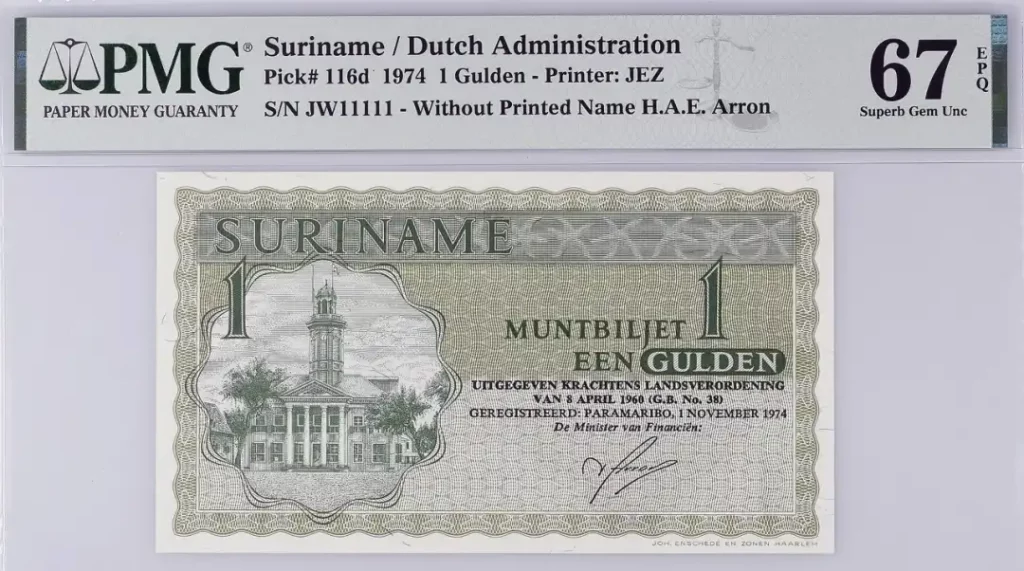 PMG®
PAPER MONEY GUARANTY
Suriname / Dutch Administration
Pick# 116d 1974 1 Gulden - Printer: JEZ
S/N JW11111 - Without Printed Name H.A.E. Arron
67
EPQ
Superb Gem Unc
SURINAME
1
1
MUNTBILJET
EEN GULDEN
UITGEGEVEN KRACHTENS LANDSVERORDENING
VAN 8 APRIL 1960 (G.B. No. 38)
GEREGISTREERD: PARAMARIBO, 1 NOVEMBER 1974
De Minister van Financiën:
JOH. ENSCHEDÉ EN ZONEN HAARLEM